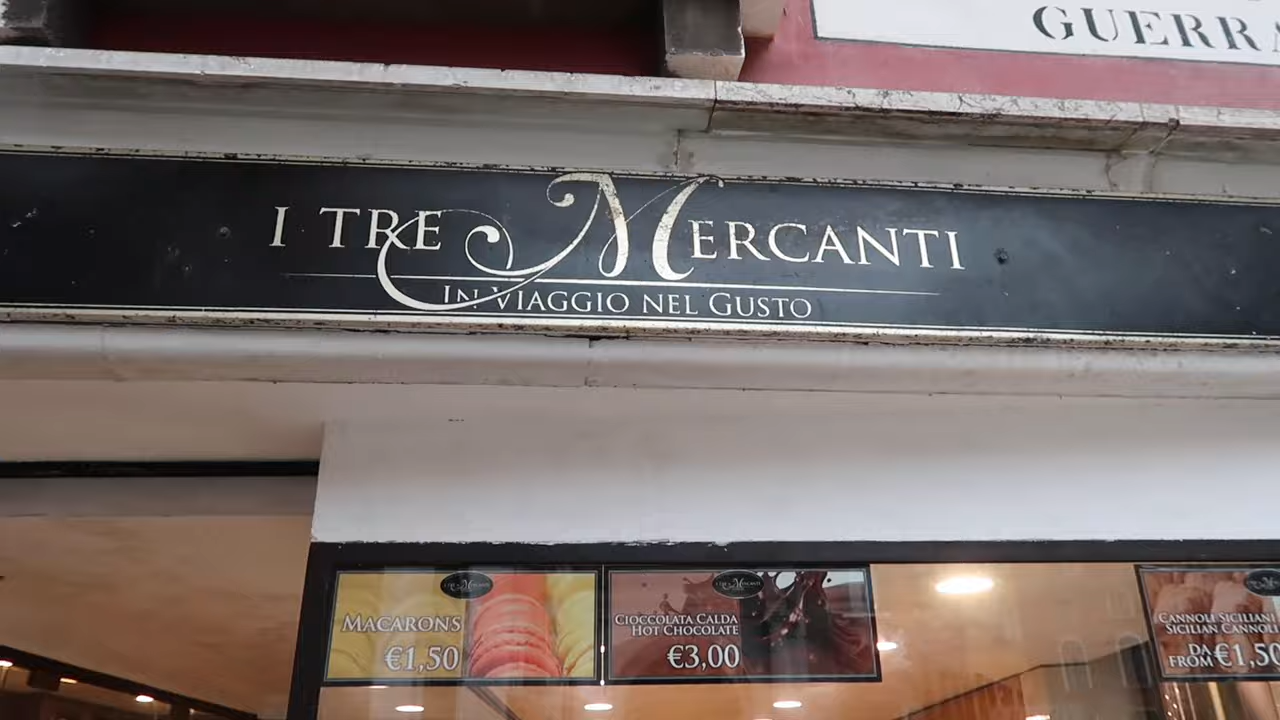 GUERRA
I TRE MERCANTI
IN VIAGGIO NEL GUSTO
MACARONS
€1,50
CIOCCOLATA CALDA
HOT CHOCOLATE
€3,00
CANNOLI SICILIANI
SICILIAN CANNOLI
DA
FROM €1,50